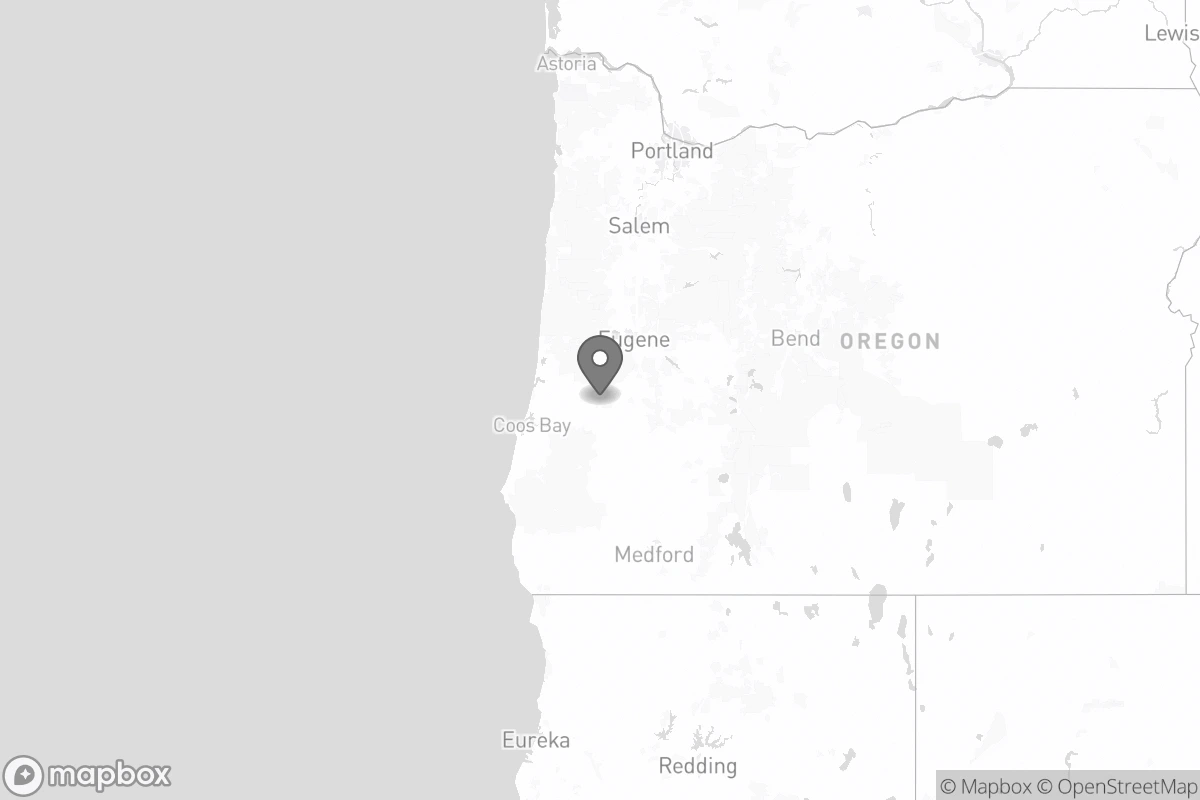 Lewis
Astoria
Portland
Salem
Eugene
Bend
OREGON
Coos Bay
Medford
Eureka
Redding
mapbox
© Mapbox © OpenStreetMap